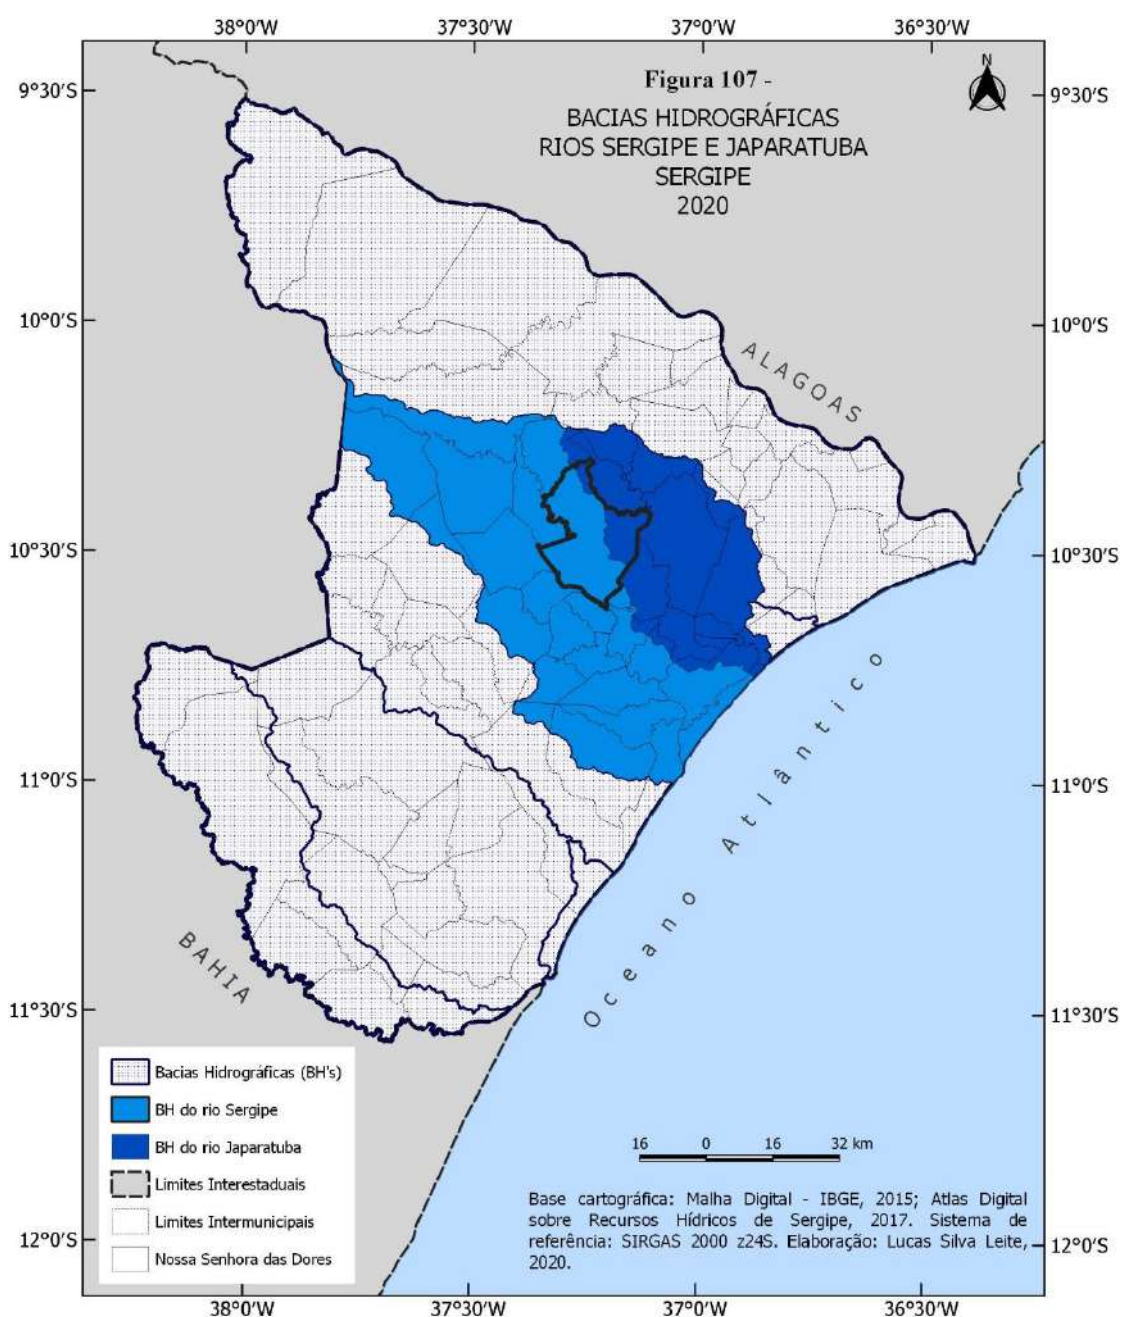 38°0'W 37°30'W 37°0'W 36°30'W
Figura 107 -
BACIAS HIDROGRÁFICAS
RIOS SERGIPE E JAPARATUBA
SERGIPE
2020
N
9°30'S 9°30'S
10°0'S 10°0'S
ALAGOAS
10°30'S 10°30'S
Oceano Atlântico
11°0'S 11°0'S
BAHIA
11°30'S 11°30'S
Bacias Hidrográficas (BH's)
BH do rio Sergipe
BH do rio Japaratuba
Limites Interestaduais
Limites Intermunicipais
Nossa Senhora das Dores
16 0 16 32 km
Base cartográfica: Malha Digital - IBGE, 2015; Atlas Digital
sobre Recursos Hídricos de Sergipe, 2017. Sistema de
referência: SIRGAS 2000 z24S. Elaboração: Lucas Silva Leite,
2020.
12°0'S 12°0'S
38°0'W 37°30'W 37°0'W 36°30'W